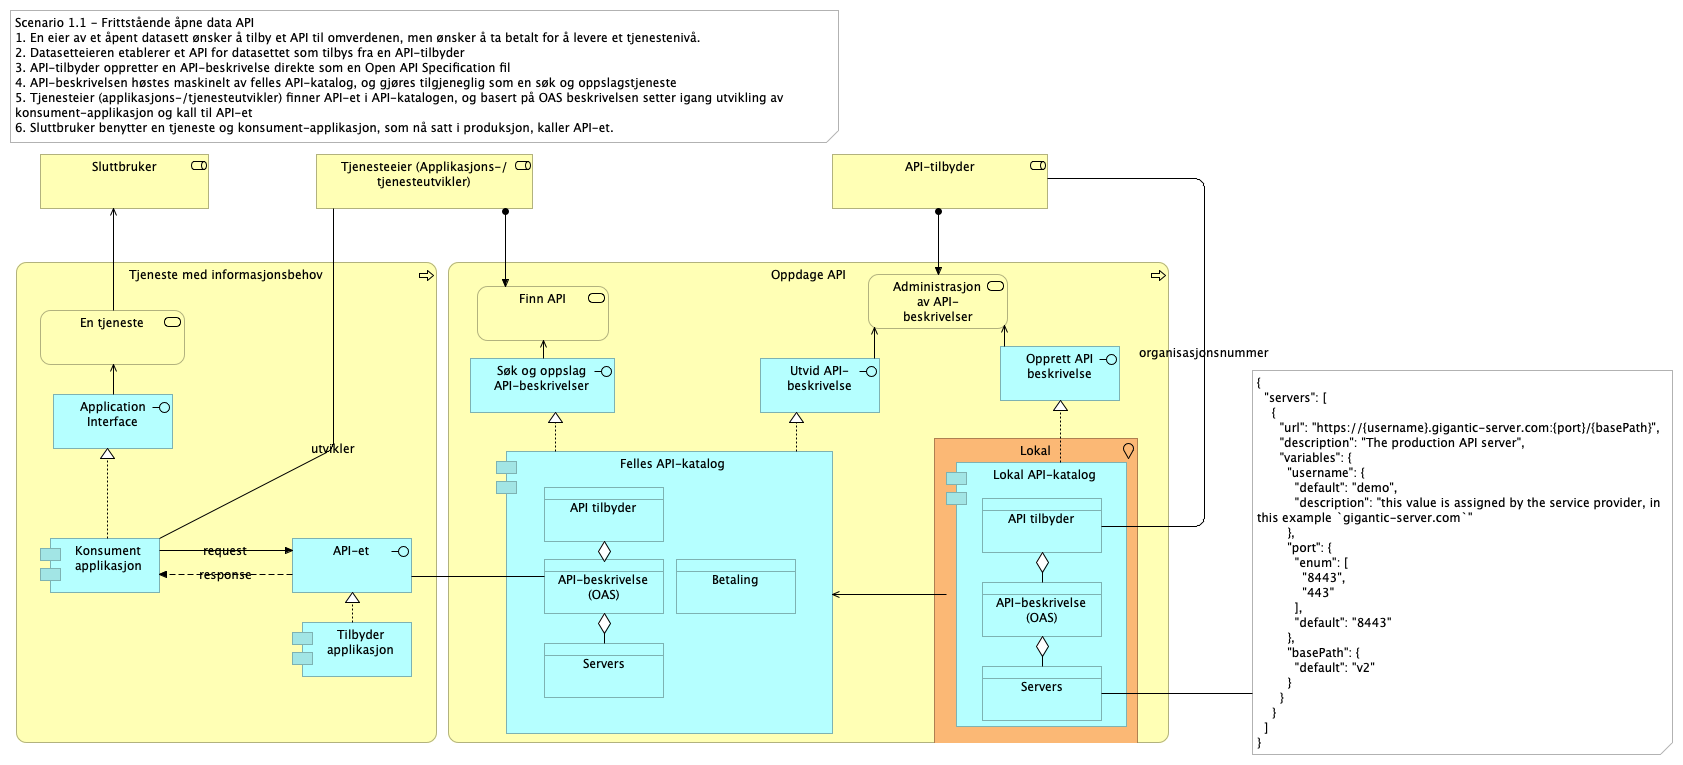 Scenario 1.1 - Frittstående åpne data API
1. En eier av et åpent datasett ønsker å tilby et API til omverdenen, men ønsker å ta betalt for å levere et tjenestenivå.
2. Datasetteieren etablerer et API for datasettet som tilbys fra en API-tilbyder
3. API-tilbyder oppretter en API-beskrivelse direkte som en Open API Specification fil
4. API-beskrivelsen høstes maskinelt av felles API-katalog, og gjøres tilgjeneglig som en søk og oppslagstjeneste
5. Tjenesteier (applikasjons-/tjenesteutvikler) finner API-et i API-katalogen, og basert på OAS beskrivelsen setter igang utvikling av
konsument-applikasjon og kall til API-et
6. Sluttbruker benytter en tjeneste og konsument-applikasjon, som nå satt i produksjon, kaller API-et.
Sluttbruker
Tjenesteeier (Applikasjons-/
tjenesteutvikler)
API-tilbyder
Tjeneste med informasjonsbehov
Oppdage API
En tjeneste
Finn API
Administrasjon
av API-
beskrivelser
Application
Interface
Søk og oppslag
API-beskrivelser
Utvid API-
beskrivelse
Opprett API
beskrivelse
organisasjonsnummer
utvikler
Felles API-katalog
Lokal
Lokal API-katalog
API tilbyder
API tilbyder
Konsument
applikasjon
request
response
API-et
API-beskrivelse
(OAS)
Betaling
API-beskrivelse
(OAS)
Tilbyder
applikasjon
Servers
Servers
{
"servers": [
{
"url": "https://{username}.gigantic-server.com:{port}/{basePath}",
"description": "The production API server",
"variables": {
"username": {
"default": "demo",
"description": "this value is assigned by the service provider, in
this example `gigantic-server.com`"
},
"port": {
"enum": [
"8443",
"443"
],
"default": "8443"
},
"basePath": {
"default": "v2"
}
}
}
]
}